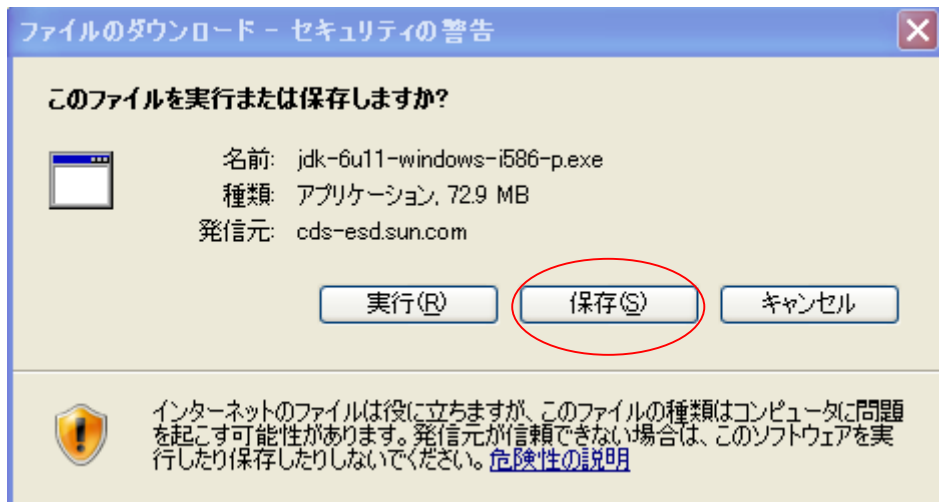 ファイルのダウンロード - セキュリティの警告
このファイルを実行または保存しますか?
名前: jdk-6u11-windows-i586-p.exe
種類: アプリケーション, 72.9 MB
発信元: cds-esd.sun.com
実行(R) 保存(S) キャンセル
インターネットのファイルは役に立ちますが、このファイルの種類はコンピュータに問題
を起こす可能性があります。発信元が信頼できない場合は、このソフトウェアを実
行したり保存したりしないでください。危険性の説明